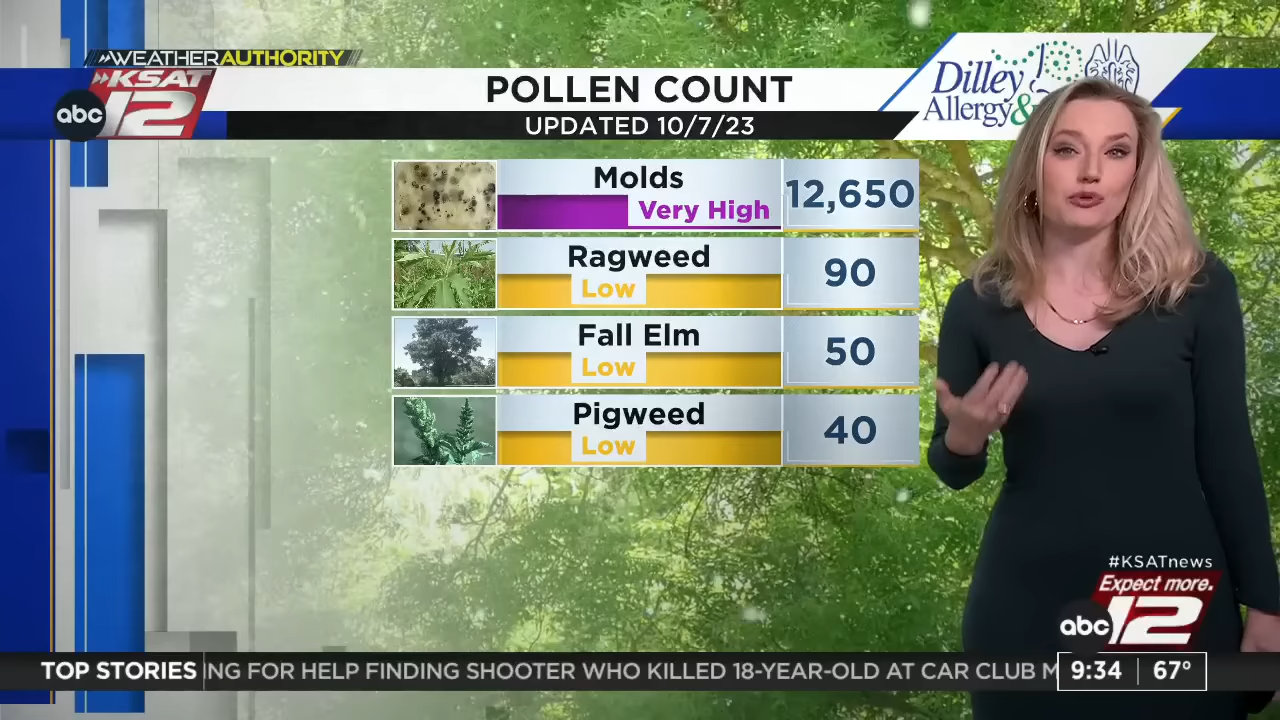 WEATHERAUTHORITY
KSAT
abc 12
POLLEN COUNT
UPDATED 10/7/23
Dilley
Allergy&
Molds
Very High
12,650
Ragweed
Low
90
Fall Elm
Low
50
Pigweed
Low
40
#KSATnews
Expect more.
abc 12
TOP STORIES
ING FOR HELP FINDING SHOOTER WHO KILLED 18-YEAR-OLD AT CAR CLUB M
9:34 67°